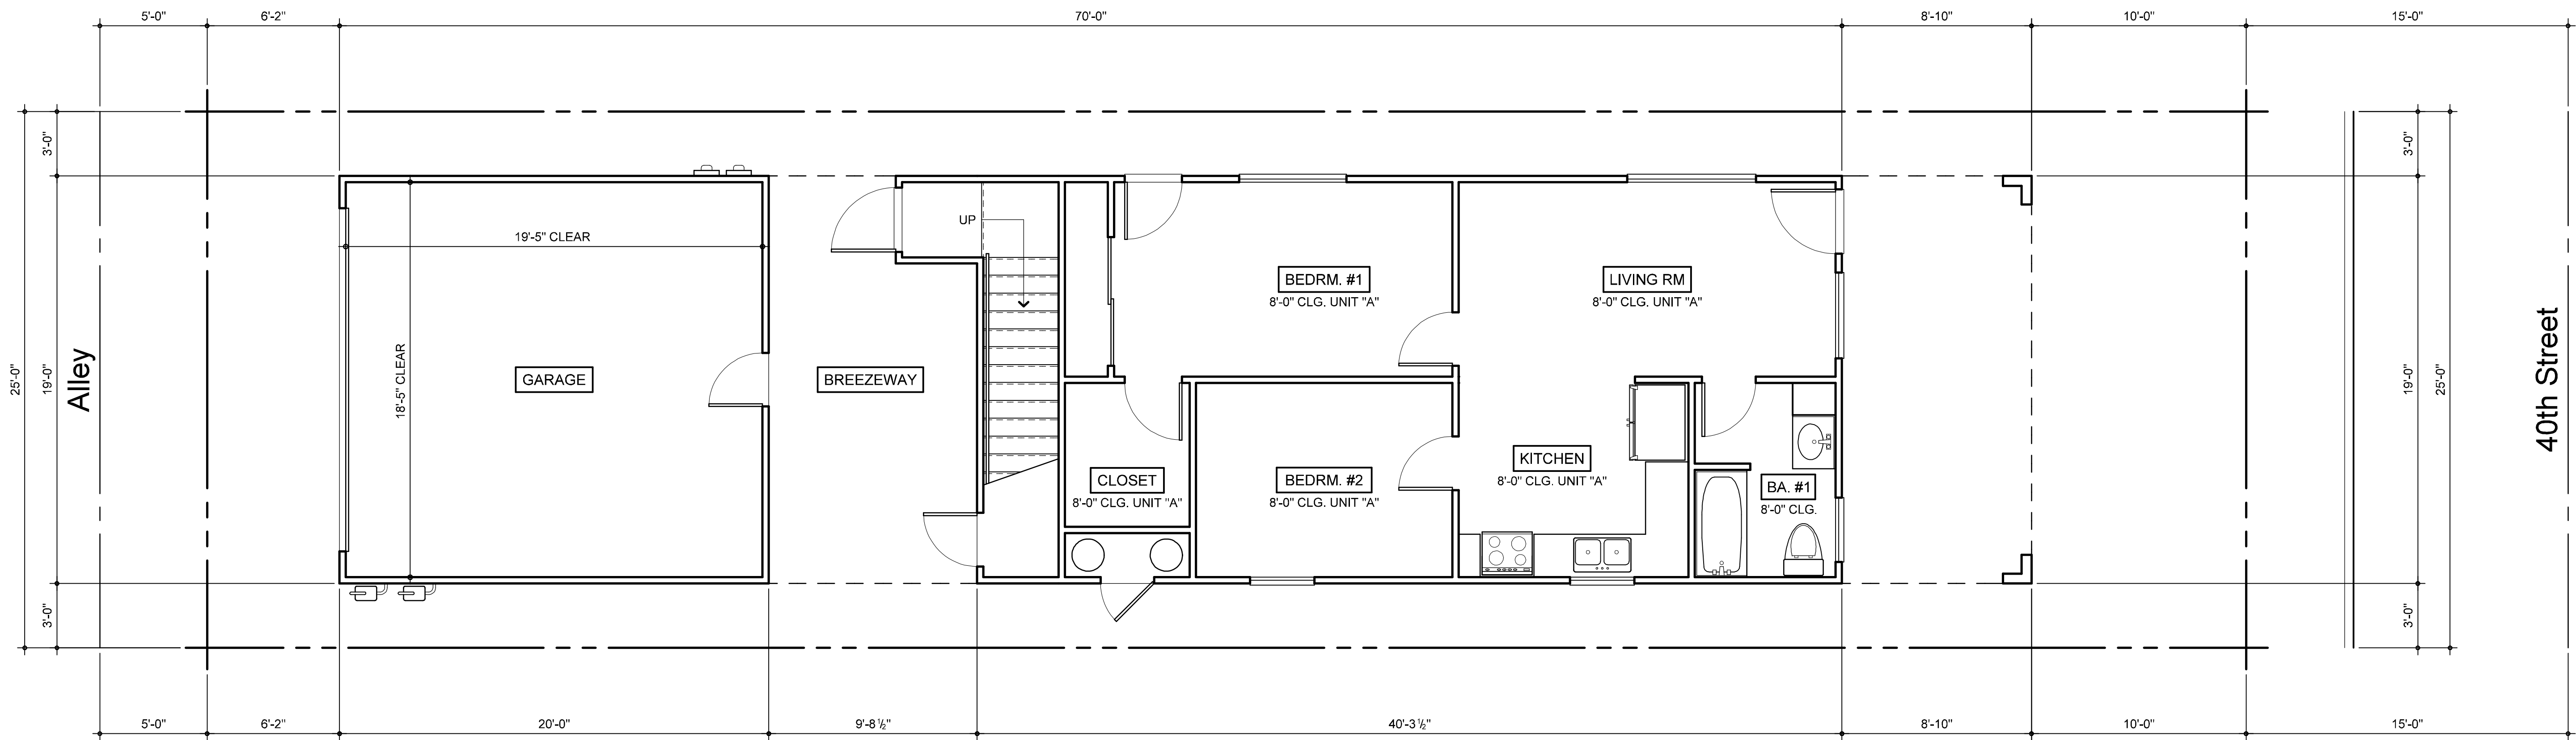 5'-0" 6'-2" 70'-0" 8'-10" 10'-0" 15'-0"
3'-0"
3'-0"
UP
19'-5" CLEAR
BEDRM. #1
8'-0" CLG. UNIT "A"
LIVING RM
8'-0" CLG. UNIT "A"
25'-0"
19'-0"
Alley
18'-5" CLEAR
GARAGE
BREEZEWAY
19'-0"
25'-0"
40th Street
CLOSET
8'-0" CLG. UNIT "A"
BEDRM. #2
8'-0" CLG. UNIT "A"
KITCHEN
8'-0" CLG. UNIT "A"
BA. #1
8'-0" CLG.
3'-0"
3'-0"
5'-0" 6'-2" 20'-0" 9'-8 ½" 40'-3 ½" 8'-10" 10'-0" 15'-0"